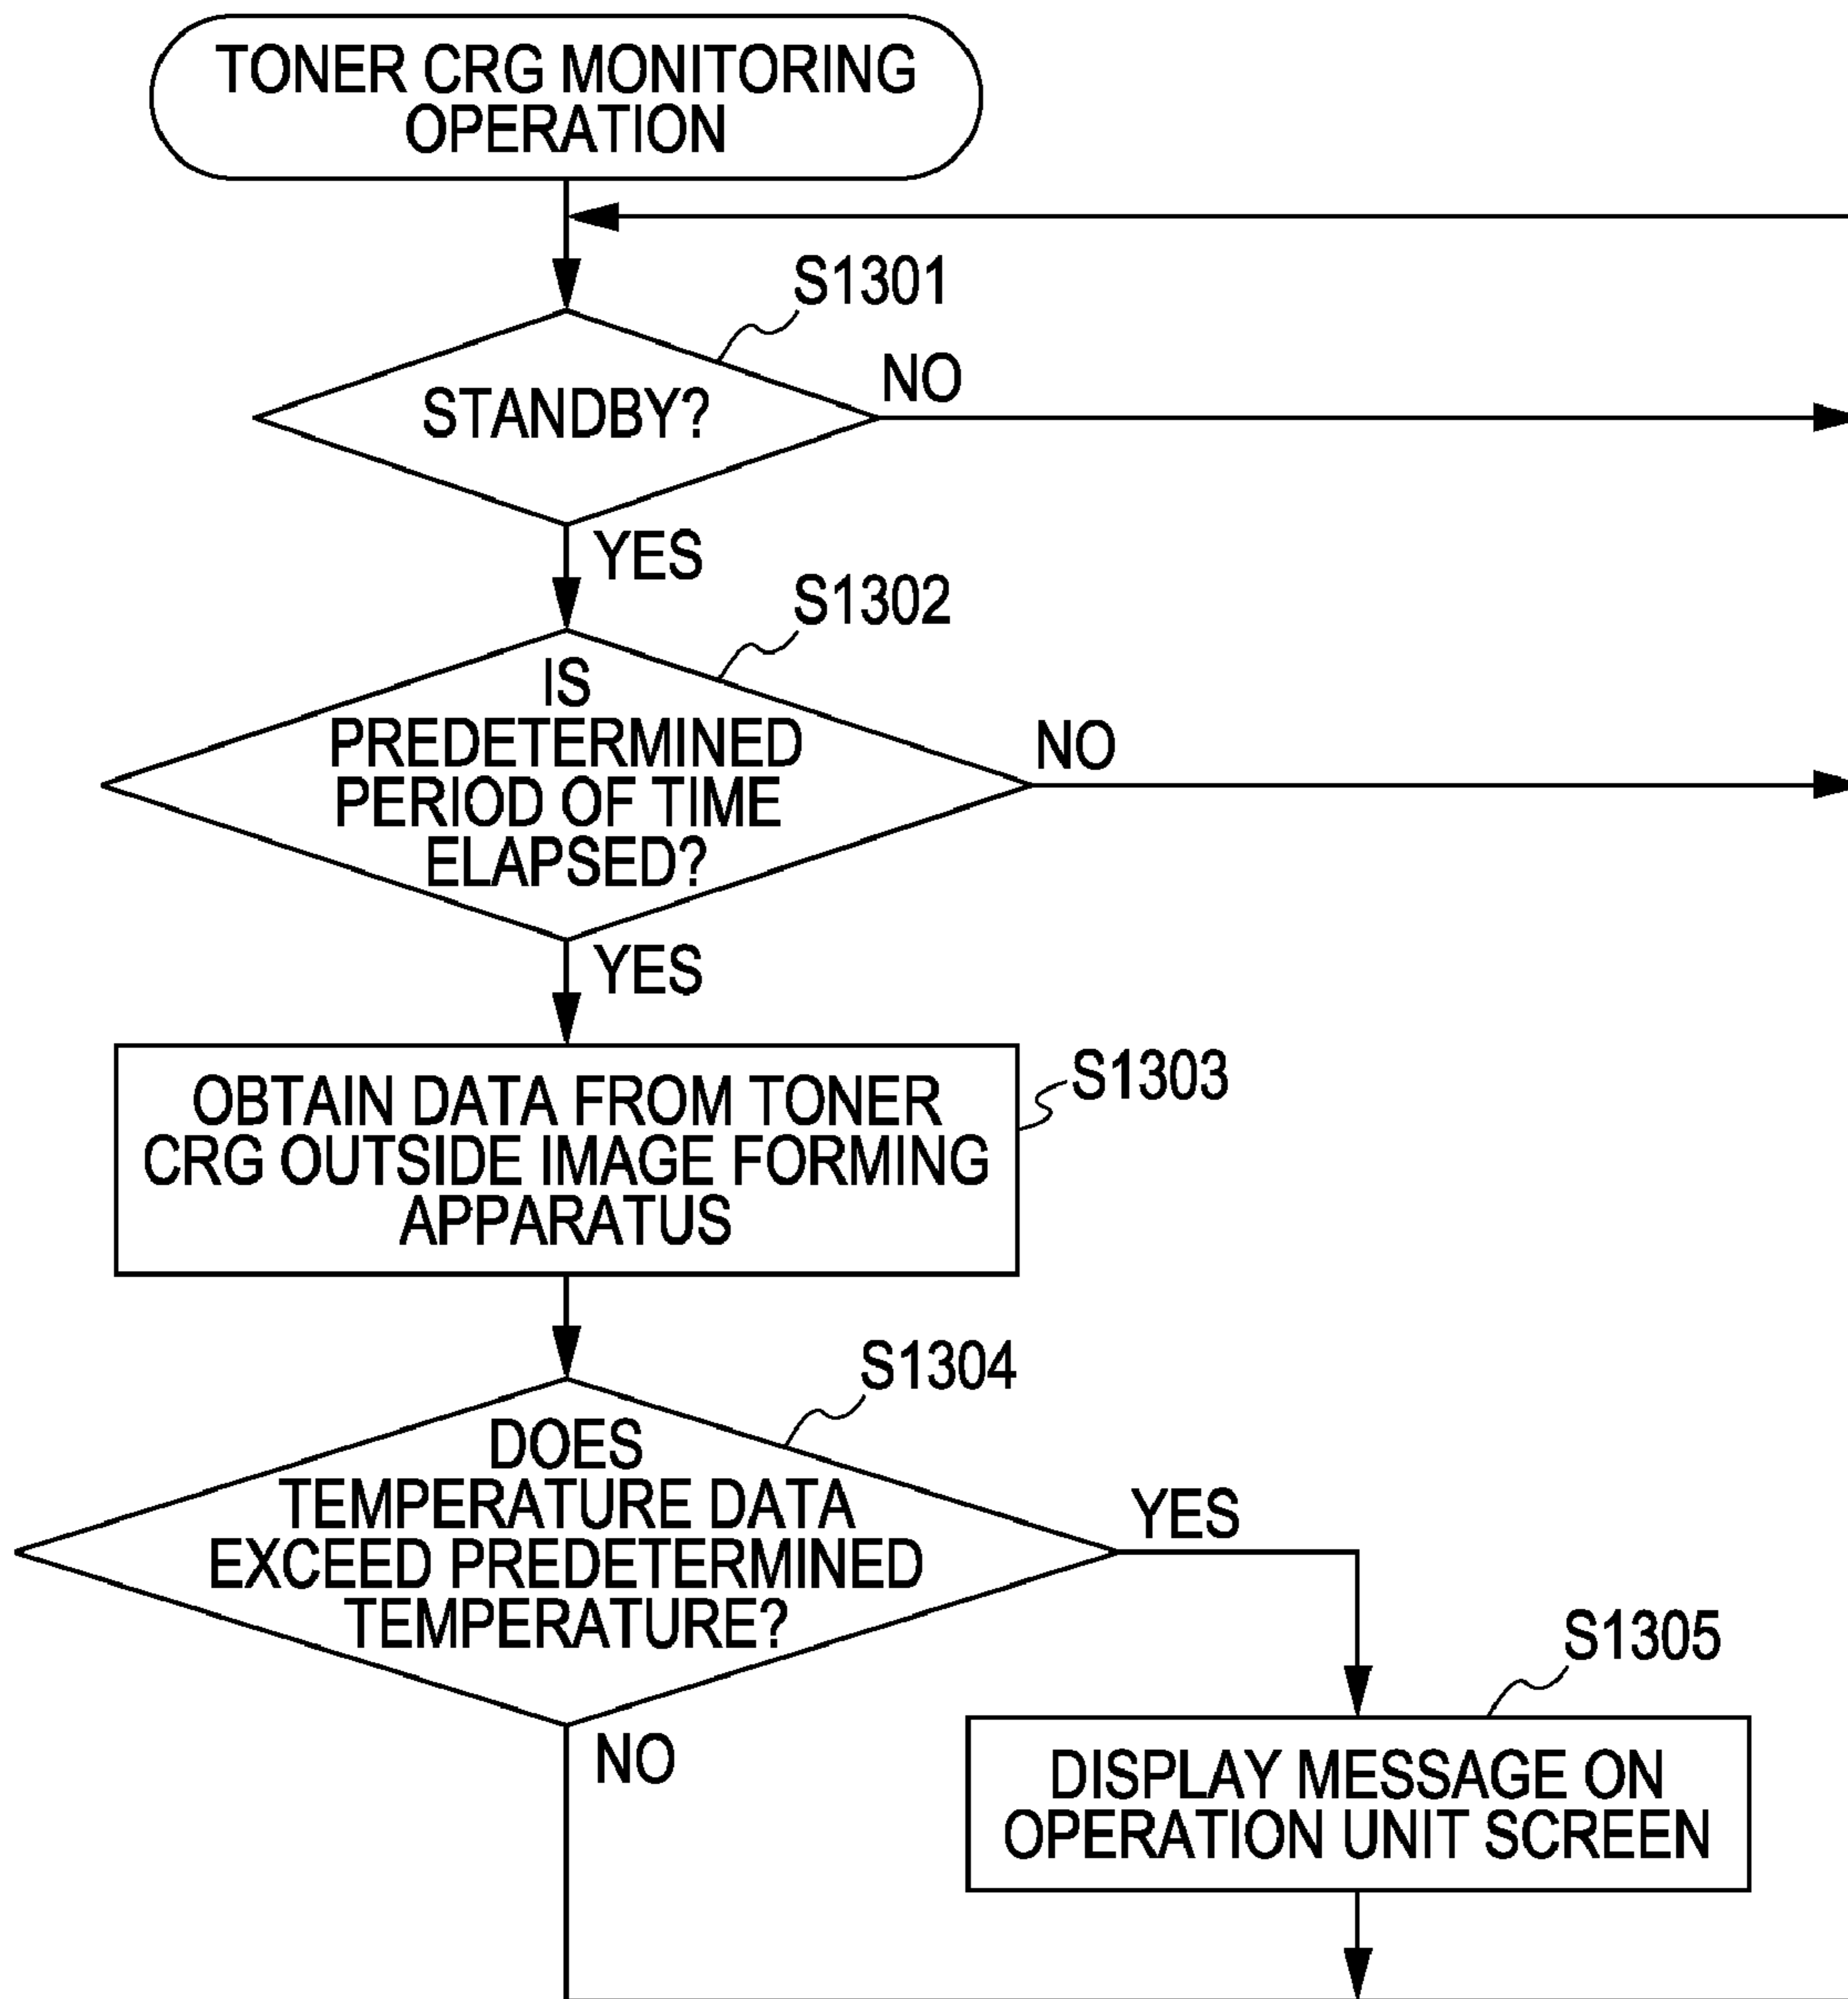 TONER CRG MONITORING
OPERATION
S1301
STANDBY?
NO
YES
S1302
IS
PREDETERMINED
PERIOD OF TIME
ELAPSED?
NO
YES
S1303
OBTAIN DATA FROM TONER
CRG OUTSIDE IMAGE FORMING
APPARATUS
S1304
DOES
TEMPERATURE DATA
EXCEED PREDETERMINED
TEMPERATURE?
YES
NO
S1305
DISPLAY MESSAGE ON
OPERATION UNIT SCREEN